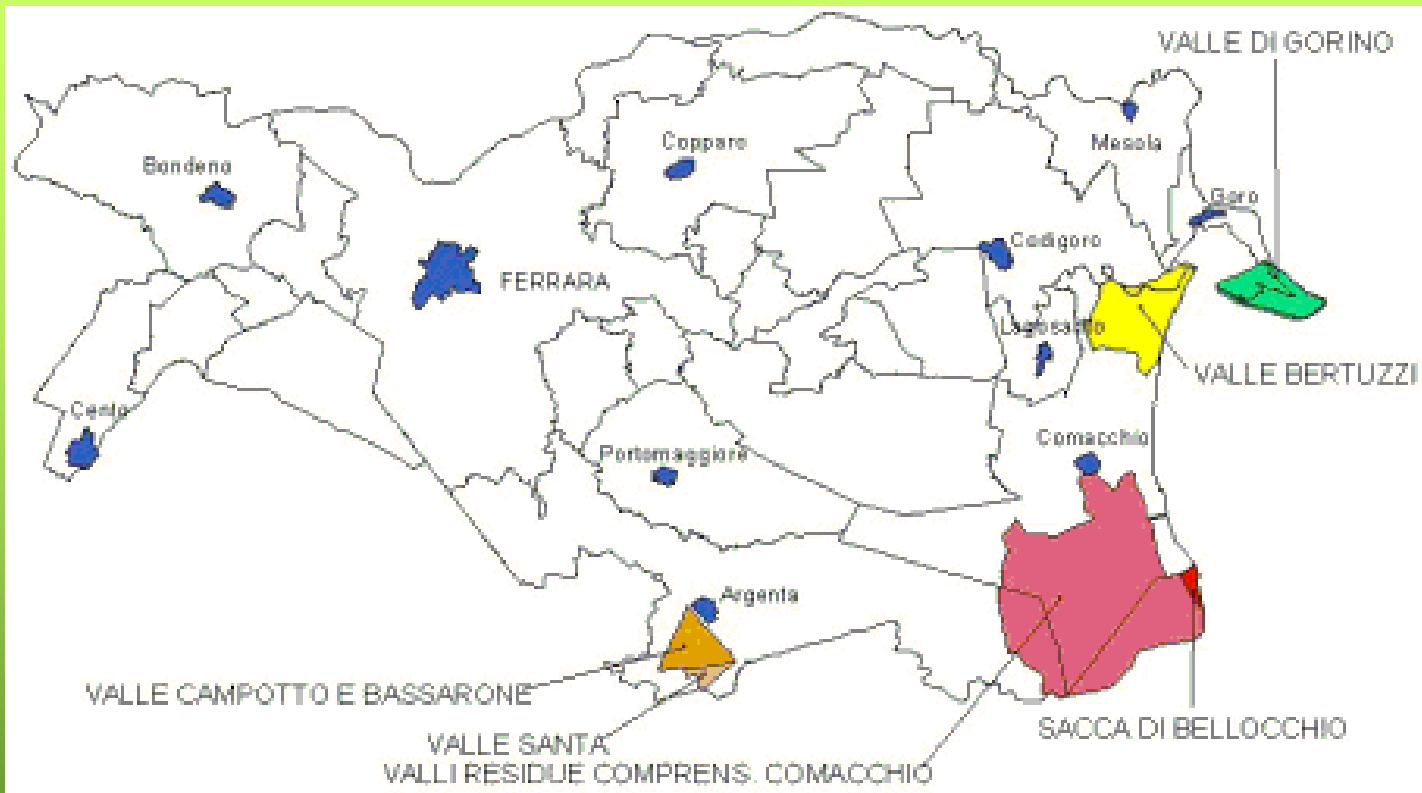 VALLE DI GORINO
Mesola
Copparo
Bondeno
Goro
Codigoro
FERRARA
Lagosanto
VALLE BERTUZZI
Cento
Comacchio
Portomaggiore
Argenta
VALLE CAMPOTTO E BASSARONE
SACCA DI BELLOCCHIO
VALLE SANTA
VALLI RESIDUE COMPRENS. COMACCHIO